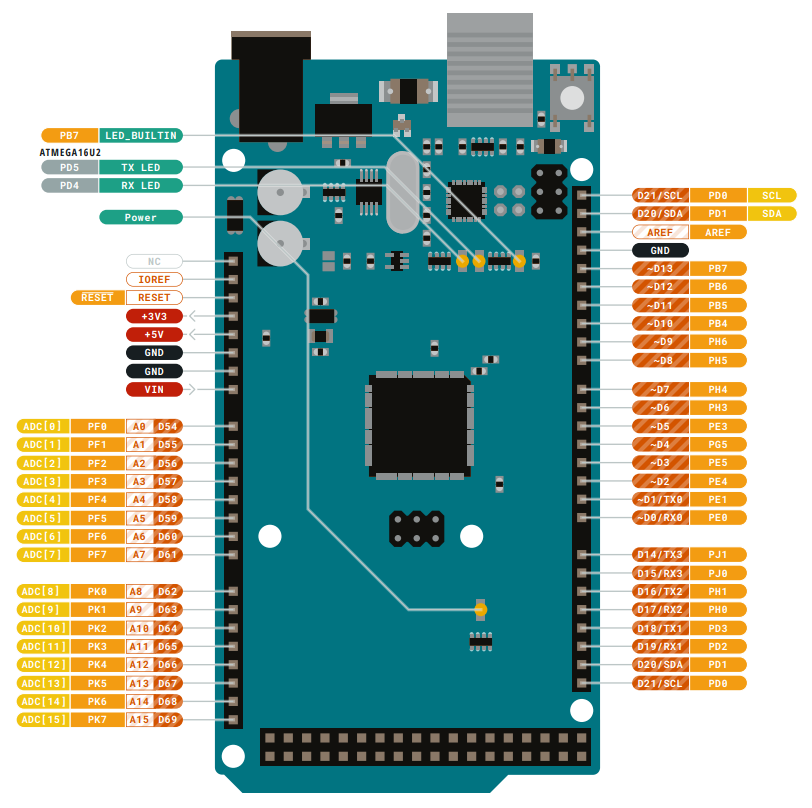 PB7 LED_BUILTIN
ATMEGA16U2
PD5 TX LED
PD4 RX LED
Power
NC
IOREF
RESET RESET
+3V3
+5V
GND
GND
VIN
ADC[0] PF0 A0 D54
ADC[1] PF1 A1 D55
ADC[2] PF2 A2 D56
ADC[3] PF3 A3 D57
ADC[4] PF4 A4 D58
ADC[5] PF5 A5 D59
ADC[6] PF6 A6 D60
ADC[7] PF7 A7 D61
ADC[8] PK0 A8 D62
ADC[9] PK1 A9 D63
ADC[10] PK2 A10 D64
ADC[11] PK3 A11 D65
ADC[12] PK4 A12 D66
ADC[13] PK5 A13 D67
ADC[14] PK6 A14 D68
ADC[15] PK7 A15 D69
D21/SCL PD0 SCL
D20/SDA PD1 SDA
AREF AREF
GND
~D13 PB7
~D12 PB6
~D11 PB5
~D10 PB4
~D9 PH6
~D8 PH5
~D7 PH4
~D6 PH3
~D5 PE3
~D4 PG5
~D3 PE5
~D2 PE4
~D1/TX0 PE1
~D0/RX0 PE0
D14/TX3 PJ1
D15/RX3 PJ0
D16/TX2 PH1
D17/RX2 PH0
D18/TX1 PD3
D19/RX1 PD2
D20/SDA PD1
D21/SCL PD0